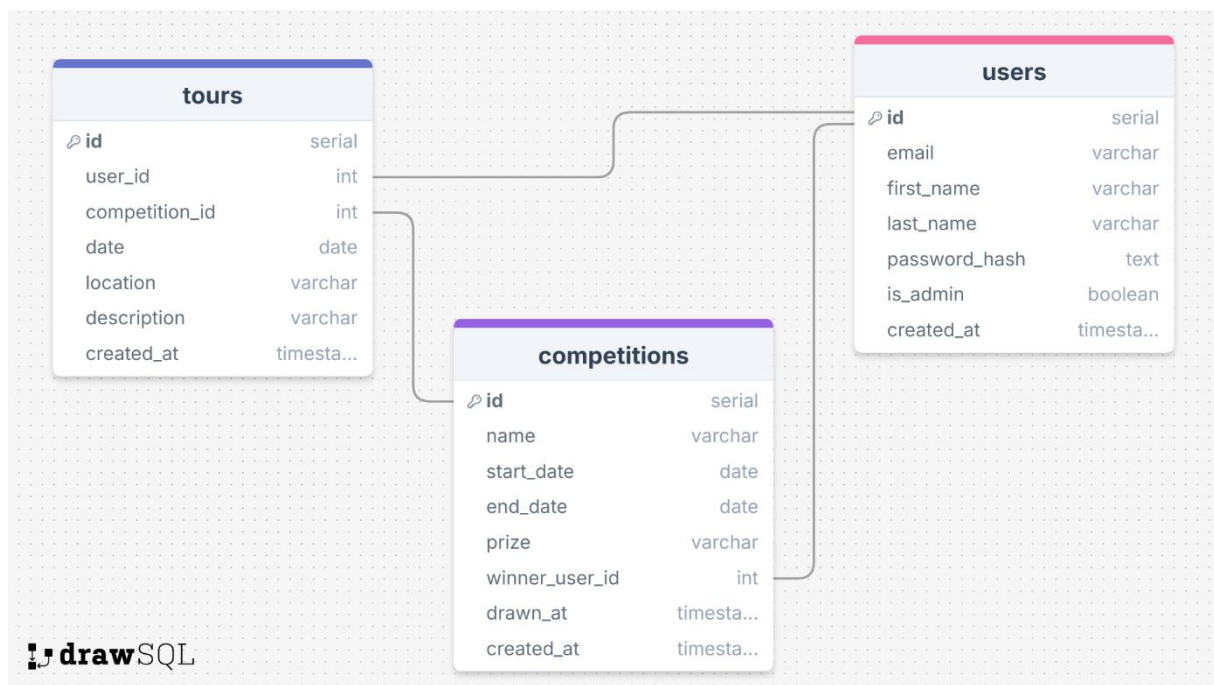 tours
id serial
user_id int
competition_id int
date date
location varchar
description varchar
created_at timesta...
users
id serial
email varchar
first_name varchar
last_name varchar
password_hash text
is_admin boolean
created_at timesta...
competitions
id serial
name varchar
start_date date
end_date date
prize varchar
winner_user_id int
drawn_at timesta...
created_at timesta...
drawSQL